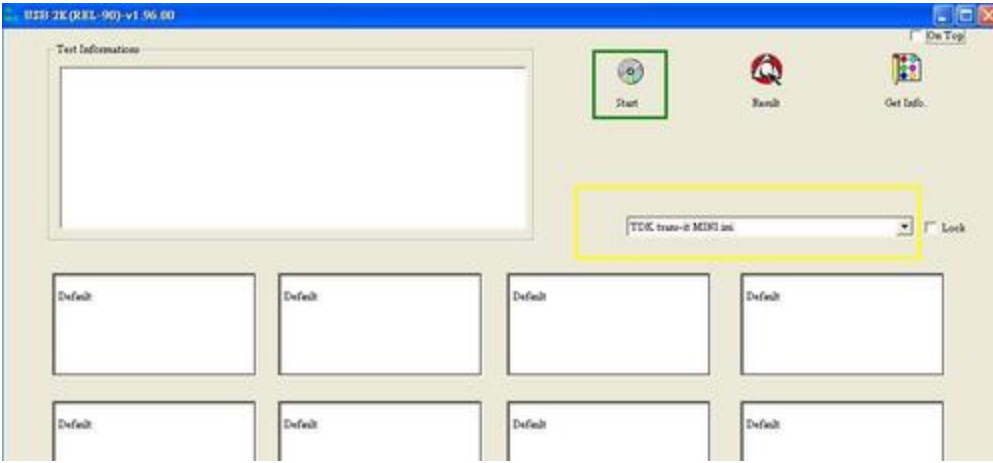 USB 2K (REL-90)-v1.96.00
On Top
Test Informations
Start
Result
Get Info.
TDK trans-it MINI.ini
Lock
Default
Default
Default
Default
Default
Default
Default
Default